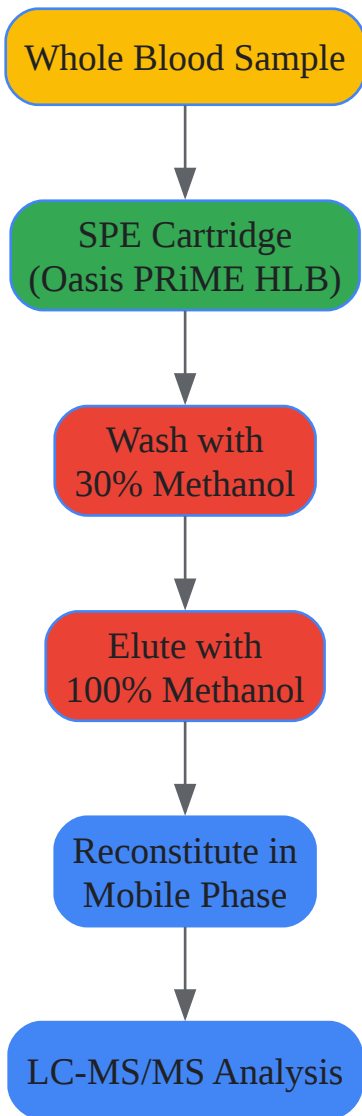 Whole Blood Sample
SPE Cartridge
(Oasis PRiME HLB)
Wash with
30% Methanol
Elute with
100% Methanol
Reconstitute in
Mobile Phase
LC-MS/MS Analysis